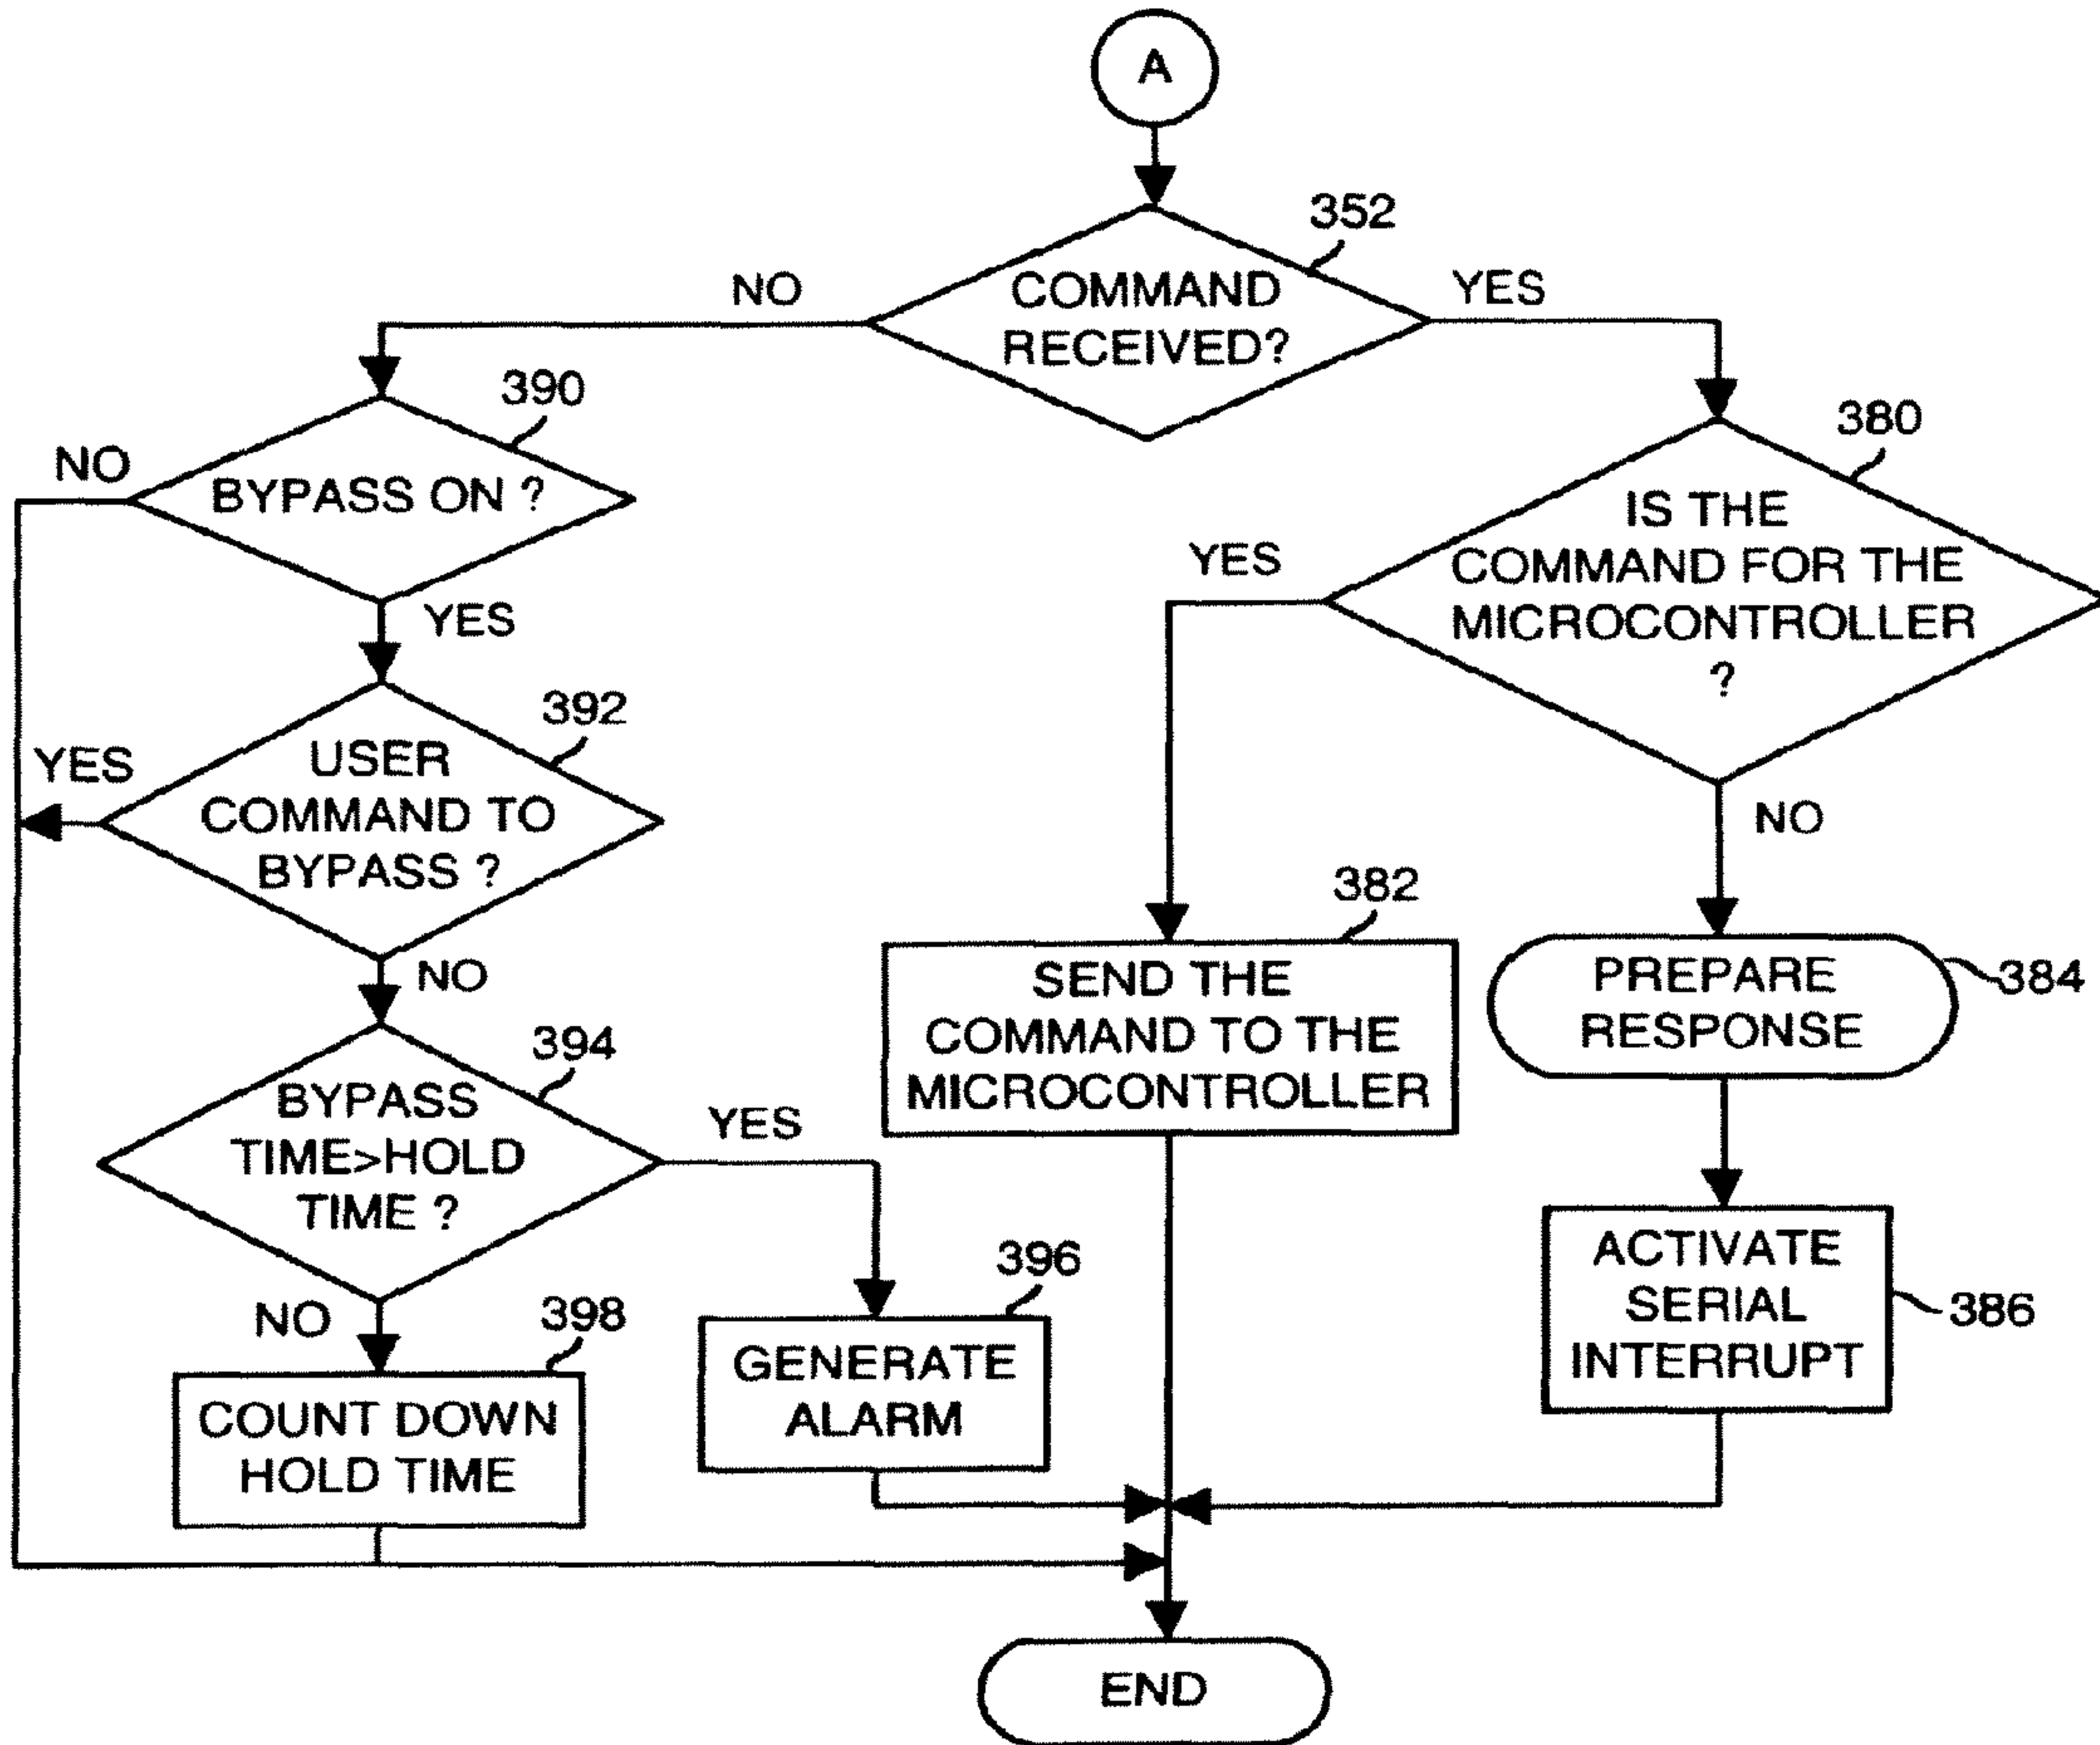 A
352
COMMAND
RECEIVED?
NO
YES
390
BYPASS ON ?
NO
YES
380
IS THE
COMMAND FOR THE
MICROCONTROLLER
?
YES
NO
392
USER
COMMAND TO
BYPASS ?
YES
NO
382
SEND THE
COMMAND TO THE
MICROCONTROLLER
PREPARE
RESPONSE
384
394
BYPASS
TIME>HOLD
TIME ?
YES
NO
ACTIVATE
SERIAL
INTERRUPT
386
396
GENERATE
ALARM
398
COUNT DOWN
HOLD TIME
END